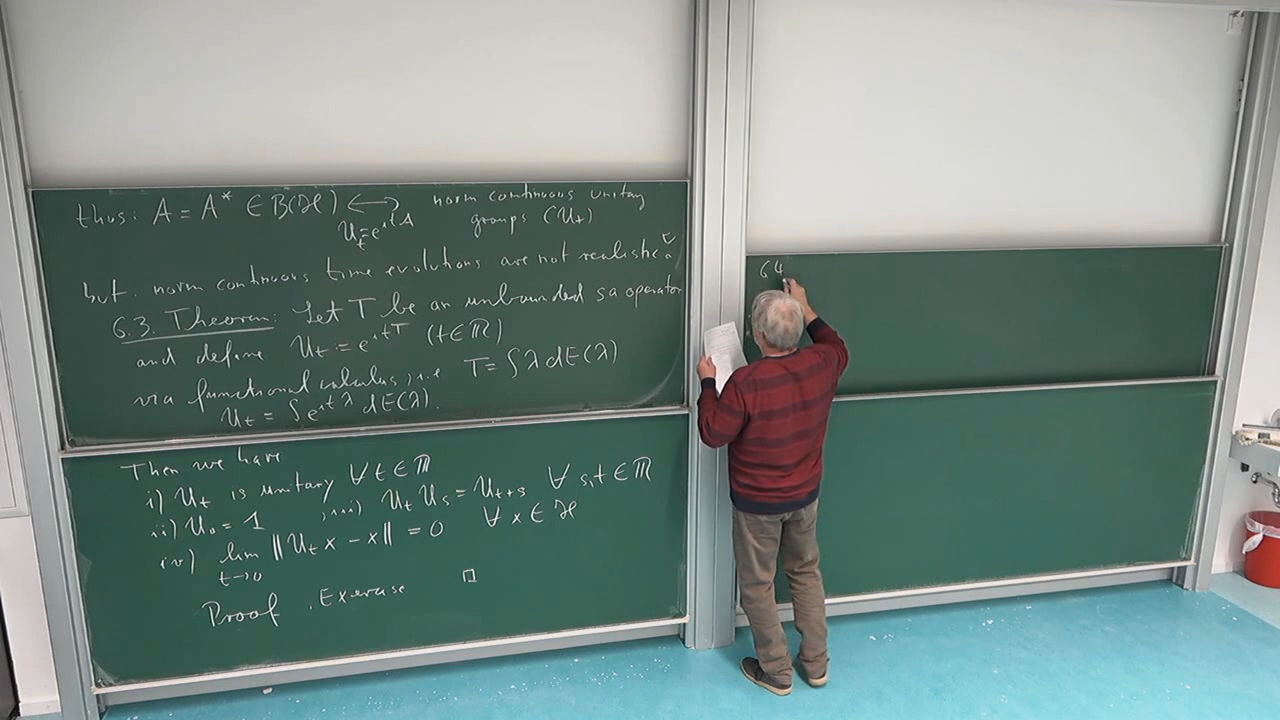 thus: A = A* ∈ B(ℋ) ⟷ norm continuous unitary
U_t = e^{itA} groups (U_t)
but: norm continuous time evolutions are not realistic
6.3. Theorem: Let T be an unbounded sa operator
and define U_t := e^{itT} (t ∈ ℝ)
via functional calculus, i.e. T = ∫ λ dE(λ)
U_t = ∫ e^{itλ} dE(λ).
Then we have
i) U_t is unitary ∀ t ∈ ℝ
ii) U_0 = 1, iii) U_t U_s = U_{t+s} ∀ s,t ∈ ℝ
iv) lim ‖U_t x − x‖ = 0 ∀ x ∈ ℋ
t→0
Proof: Exercise □
6.4